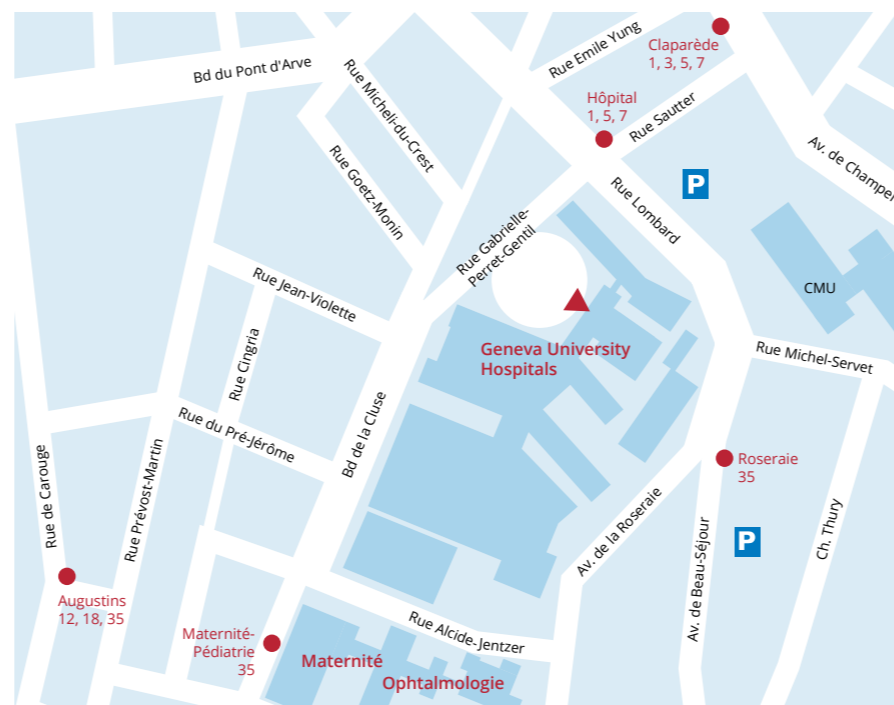 Rue Emile Yung
Claparède
1, 3, 5, 7
Bd du Pont d'Arve
Rue Micheli-du-Crest
Hôpital
1, 5, 7
Rue Sautter
Av. de Champel
P
Rue Goetz-Monin
Rue Lombard
Rue Gabrielle-
Perret-Gentil
Rue Jean-Violette
CMU
Rue Cingria
Geneva University
Hospitals
Rue Michel-Servet
Rue du Pré-Jérôme
Bd de la Cluse
Roseraie
35
Rue de Carouge
Rue Prévost-Martin
Av. de la Roseraie
P
Ch. Thury
Av. de Beau-Séjour
Augustins
12, 18, 35
Rue Alcide-Jentzer
Maternité-
Pédiatrie
35
Maternité
Ophtalmologie